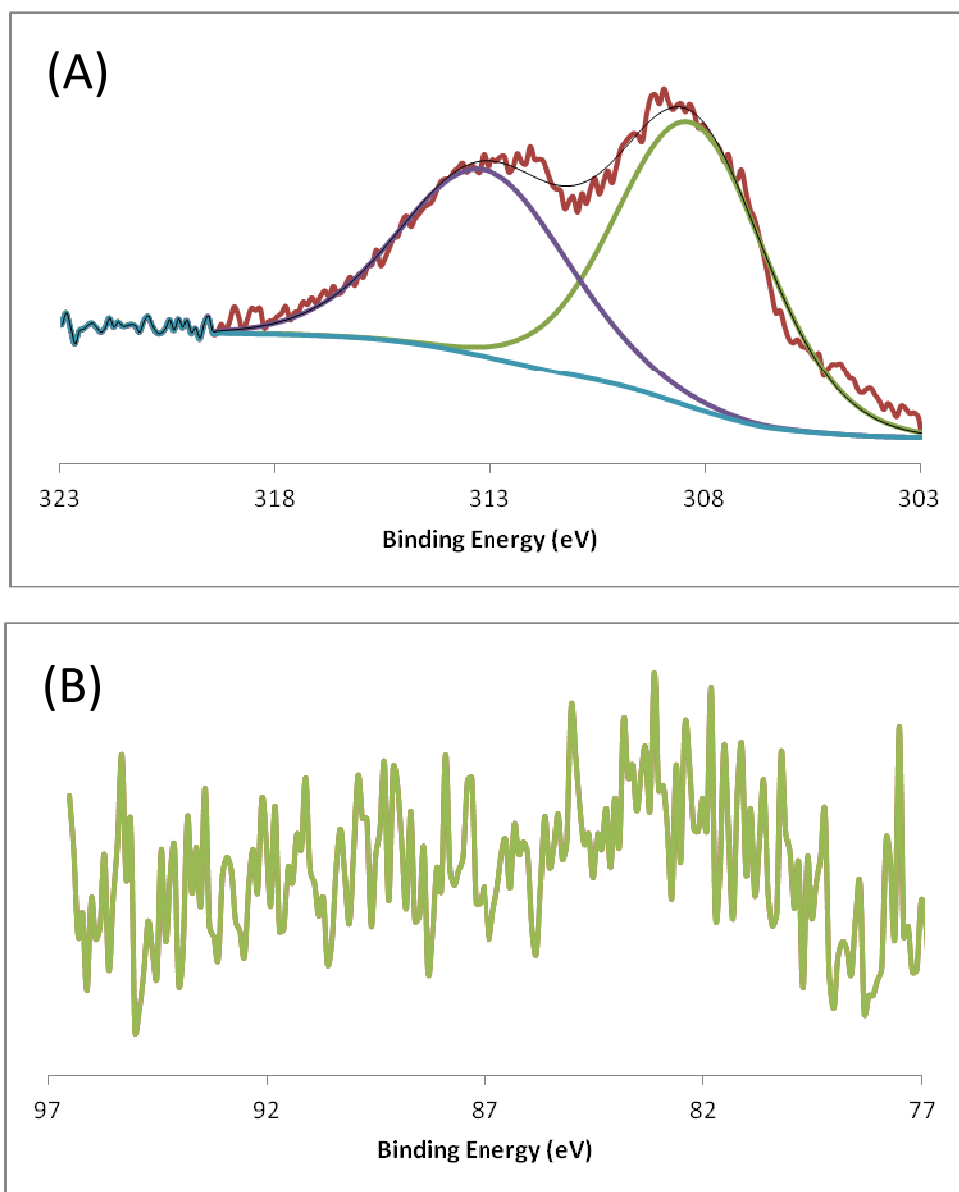 (A)
323 318 313 308 303
Binding Energy (eV)
(B)
97 92 87 82 77
Binding Energy (eV)